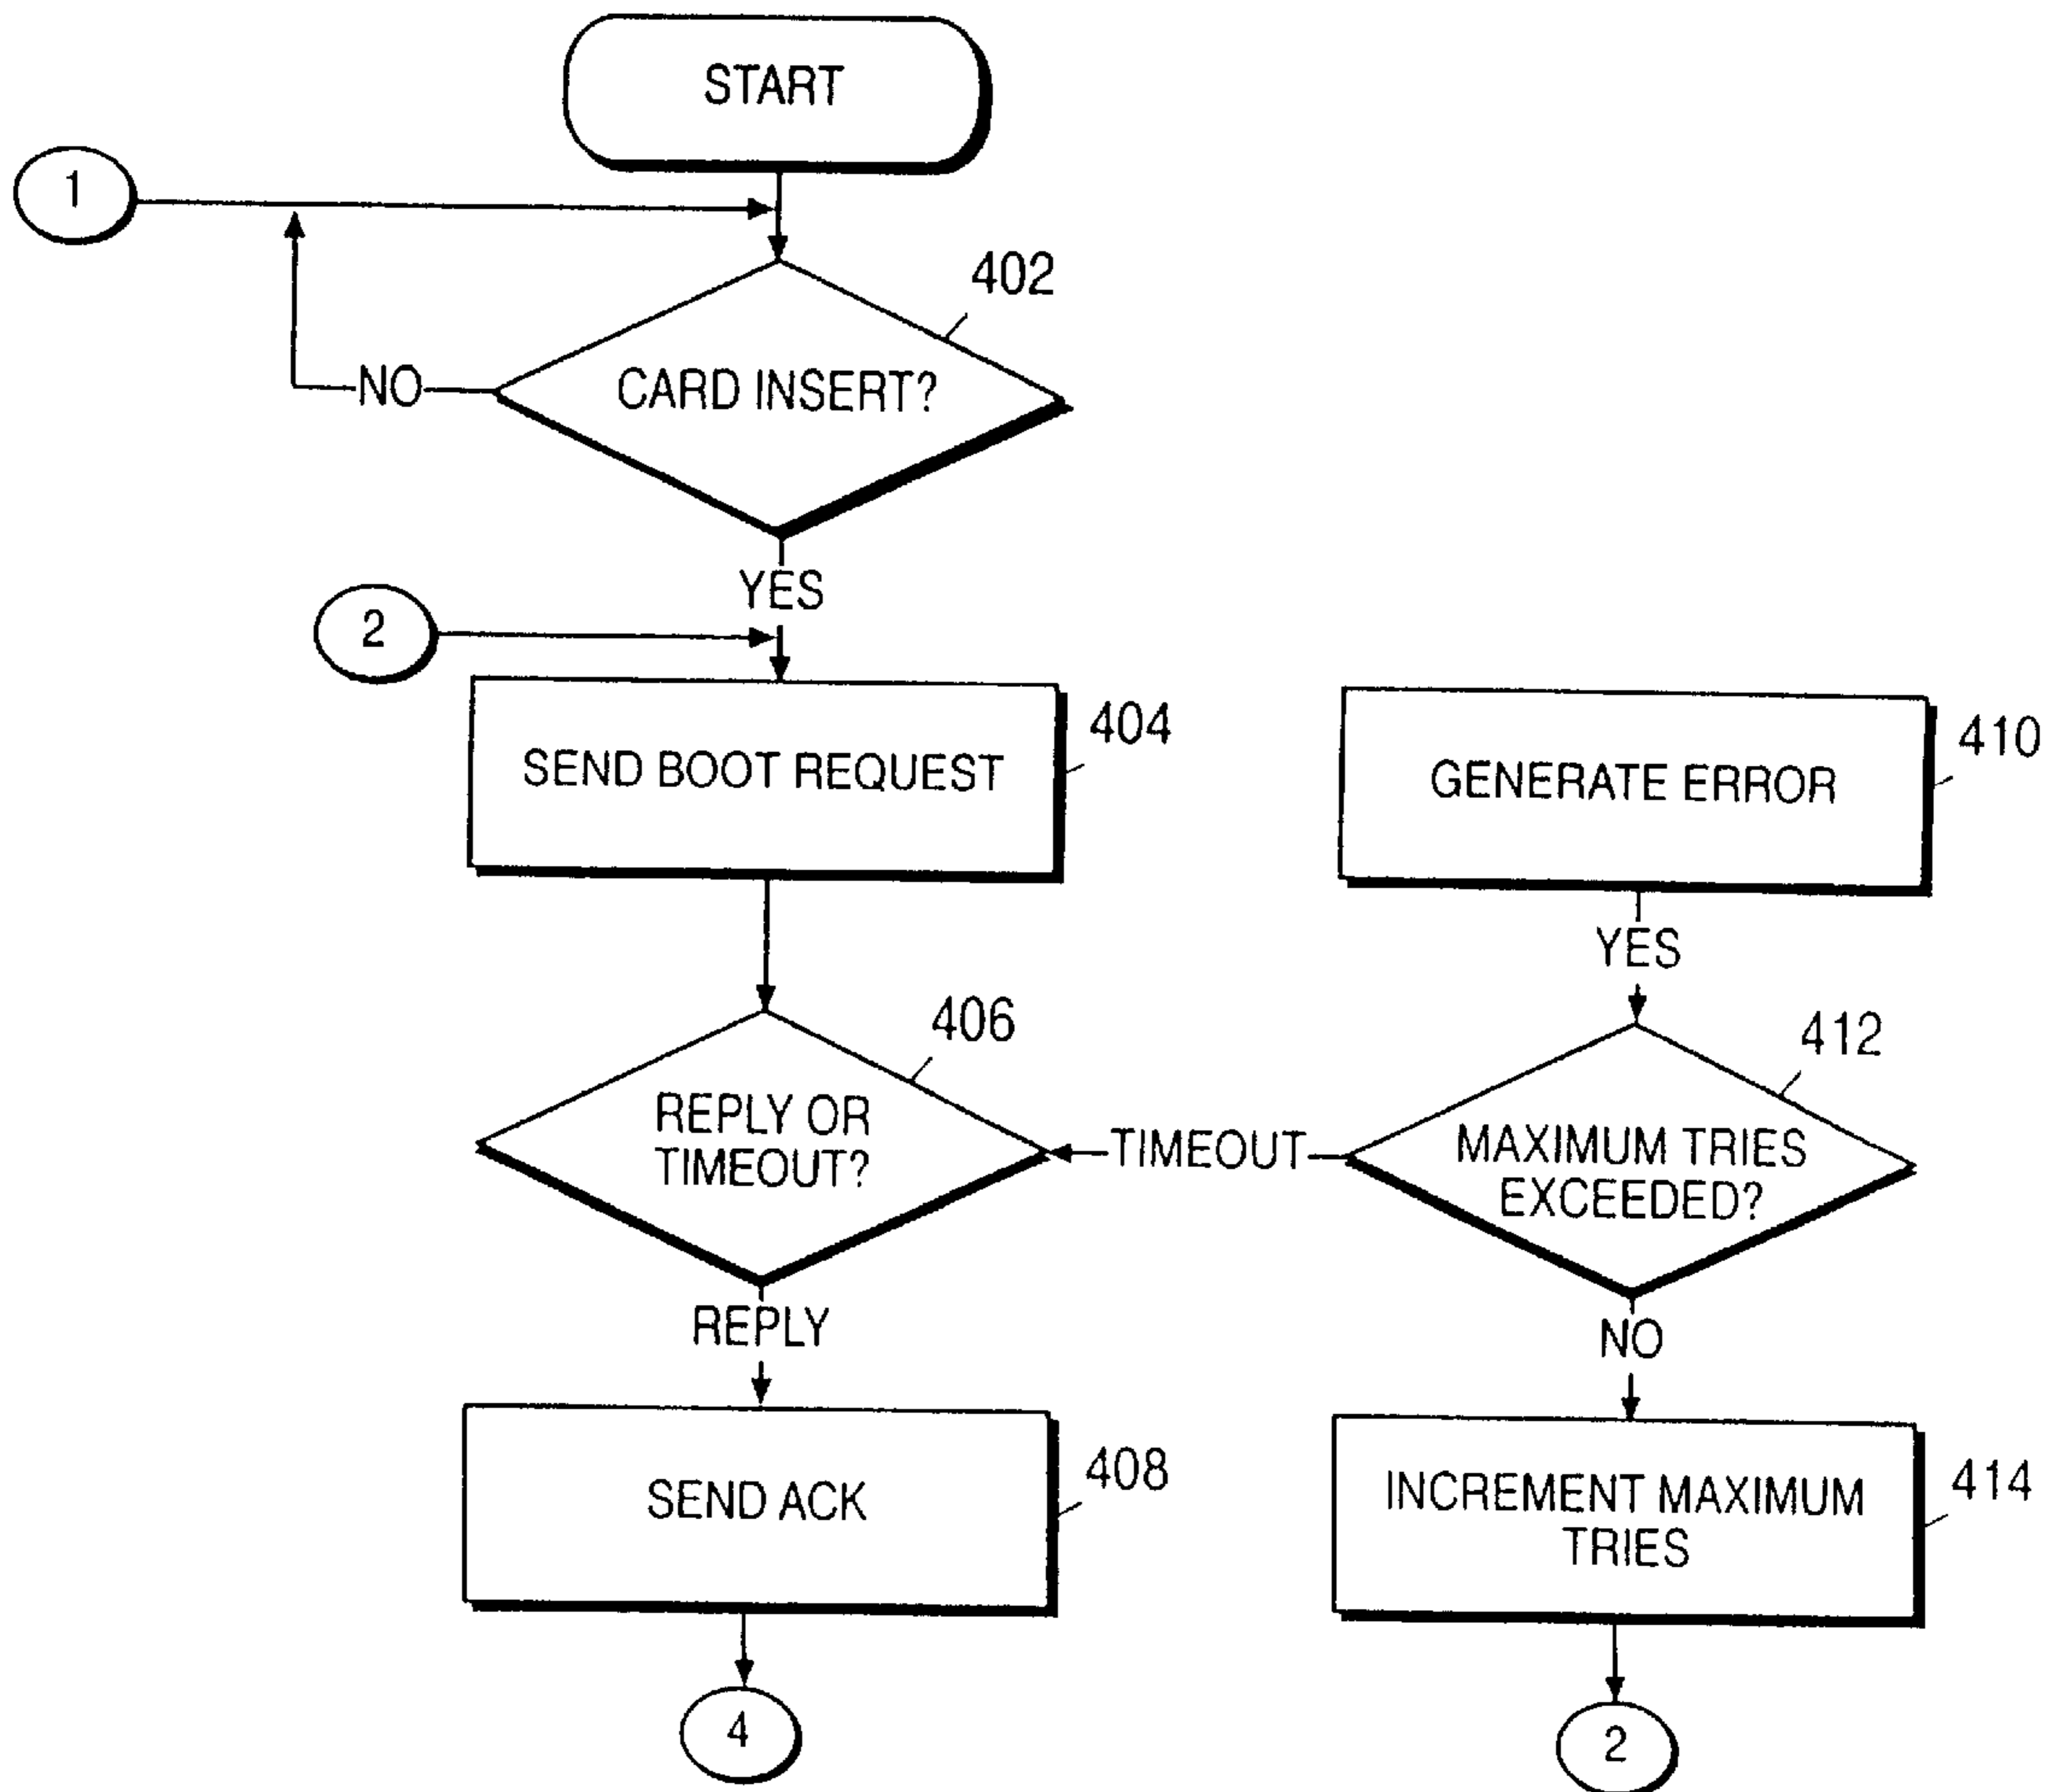 START
1
402
CARD INSERT?
NO
YES
2
404
SEND BOOT REQUEST
410
GENERATE ERROR
YES
406
REPLY OR
TIMEOUT?
TIMEOUT
412
MAXIMUM TRIES
EXCEEDED?
REPLY
NO
408
SEND ACK
414
INCREMENT MAXIMUM
TRIES
4
2